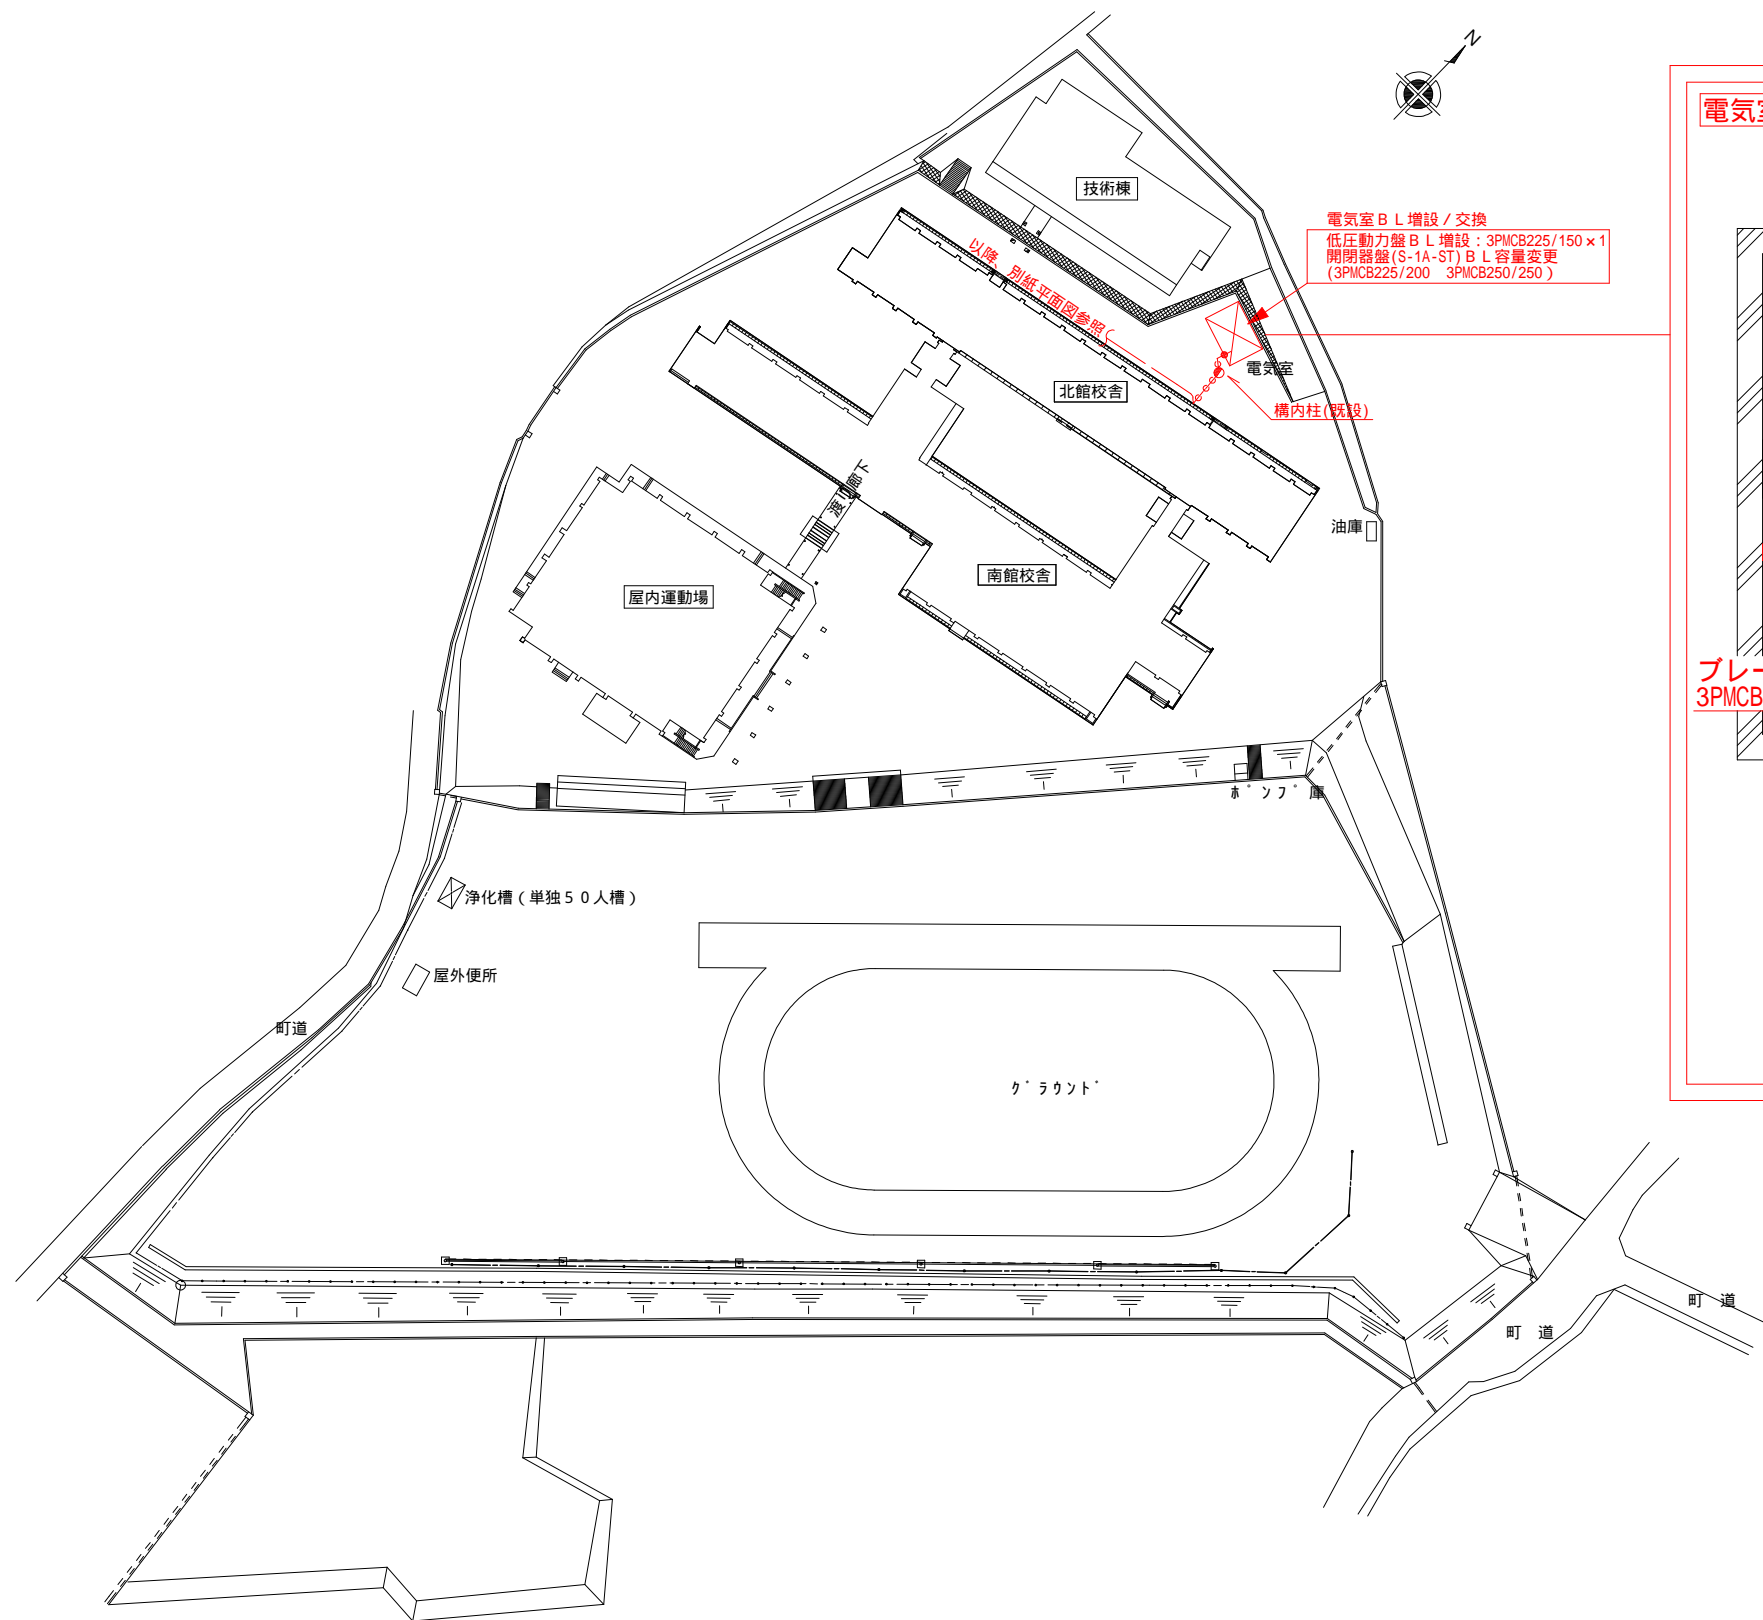 N
電気室
技術棟
電気室ＢＬ増設／交換
低圧動力盤ＢＬ増設：3PMCB225/150×1
開閉器盤(S-1A-ST)ＢＬ容量変更
(3PMCB225/200　3PMCB250/250)
以降、別紙平面図参照
電気室
北館校舎
構内柱(既設)
渡り廊下
油庫
南館校舎
屋内運動場
ブレー
3PMCB
ﾎﾟﾝﾌﾟ庫
浄化槽（単独５０人槽）
屋外便所
町道
ｸﾞﾗｳﾝﾄﾞ
町　道
町　道